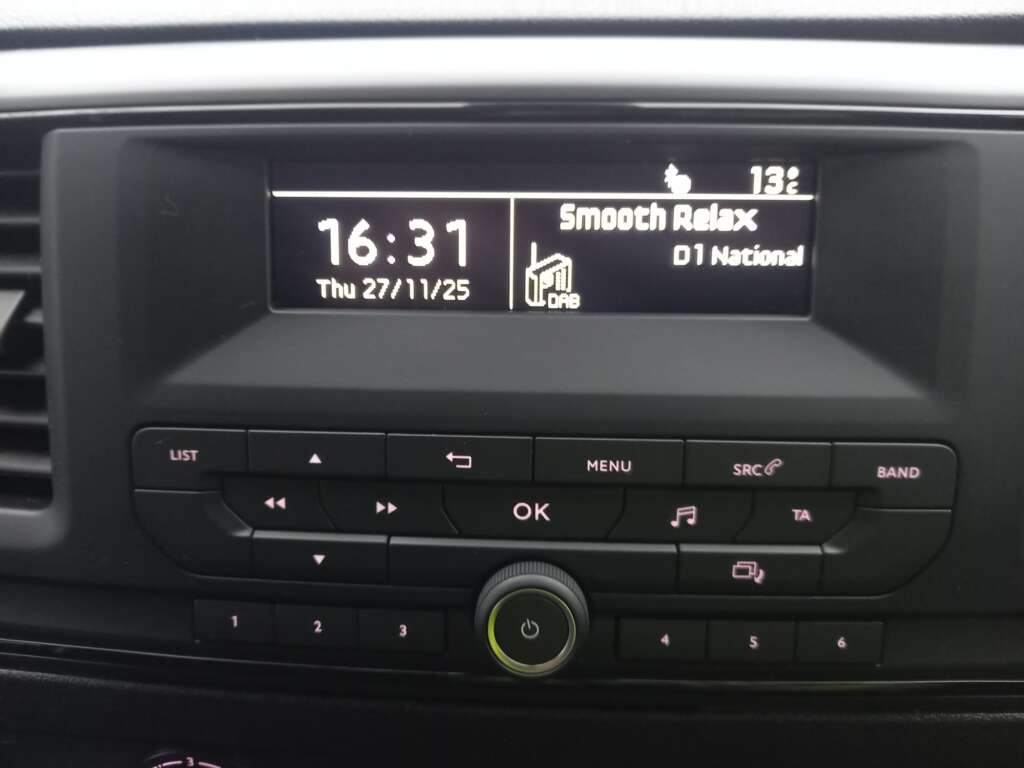 13°C
16:31
Thu 27/11/25
Smooth Relax
D1 National
DAB
LIST
MENU
SRC
BAND
OK
TA
1 2 3 4 5 6
3